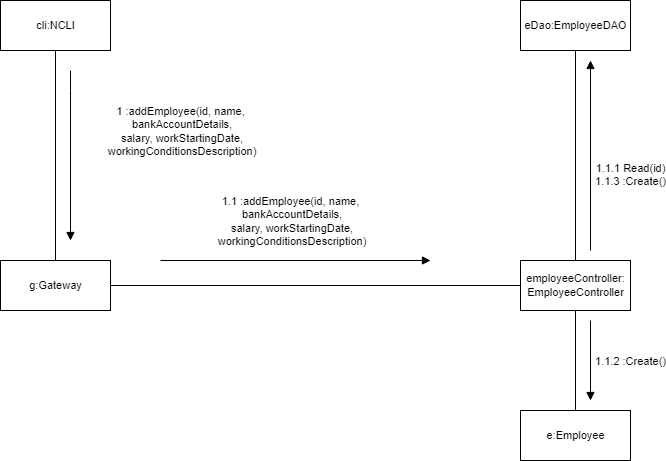 cli:NCLI
eDao:EmployeeDAO
1 :addEmployee(id, name,
bankAccountDetails,
salary, workStartingDate,
workingConditionsDescription)
1.1.1 Read(id)
1.1.3 :Create()
1.1 :addEmployee(id, name,
bankAccountDetails,
salary, workStartingDate,
workingConditionsDescription)
g:Gateway
employeeController:
EmployeeController
1.1.2 :Create()
e:Employee